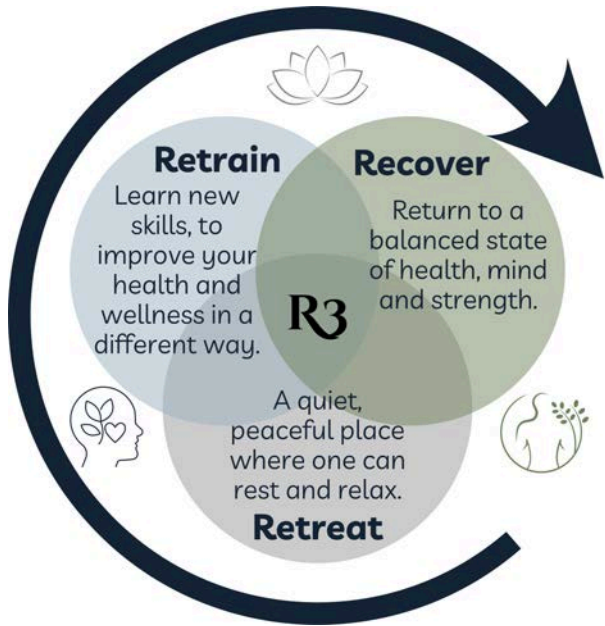 Retrain
Learn new
skills, to
improve your
health and
wellness in a
different way.
Recover
Return to a
balanced state
of health, mind
and strength.
R3
A quiet,
peaceful place
where one can
rest and relax.
Retreat